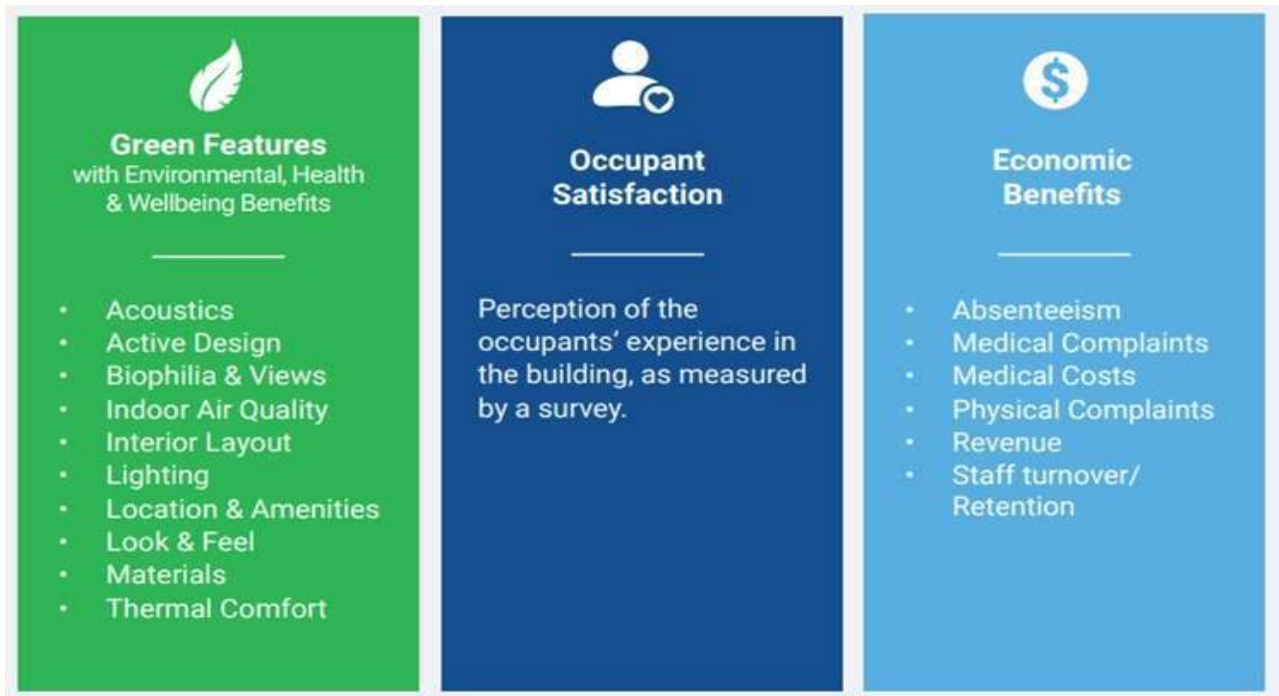 Green Features
with Environmental, Health
& Wellbeing Benefits
• Acoustics
• Active Design
• Biophilia & Views
• Indoor Air Quality
• Interior Layout
• Lighting
• Location & Amenities
• Look & Feel
• Materials
• Thermal Comfort
Occupant
Satisfaction
Perception of the
occupants’ experience in
the building, as measured
by a survey.
$
Economic
Benefits
• Absenteeism
• Medical Complaints
• Medical Costs
• Physical Complaints
• Revenue
• Staff turnover/
Retention